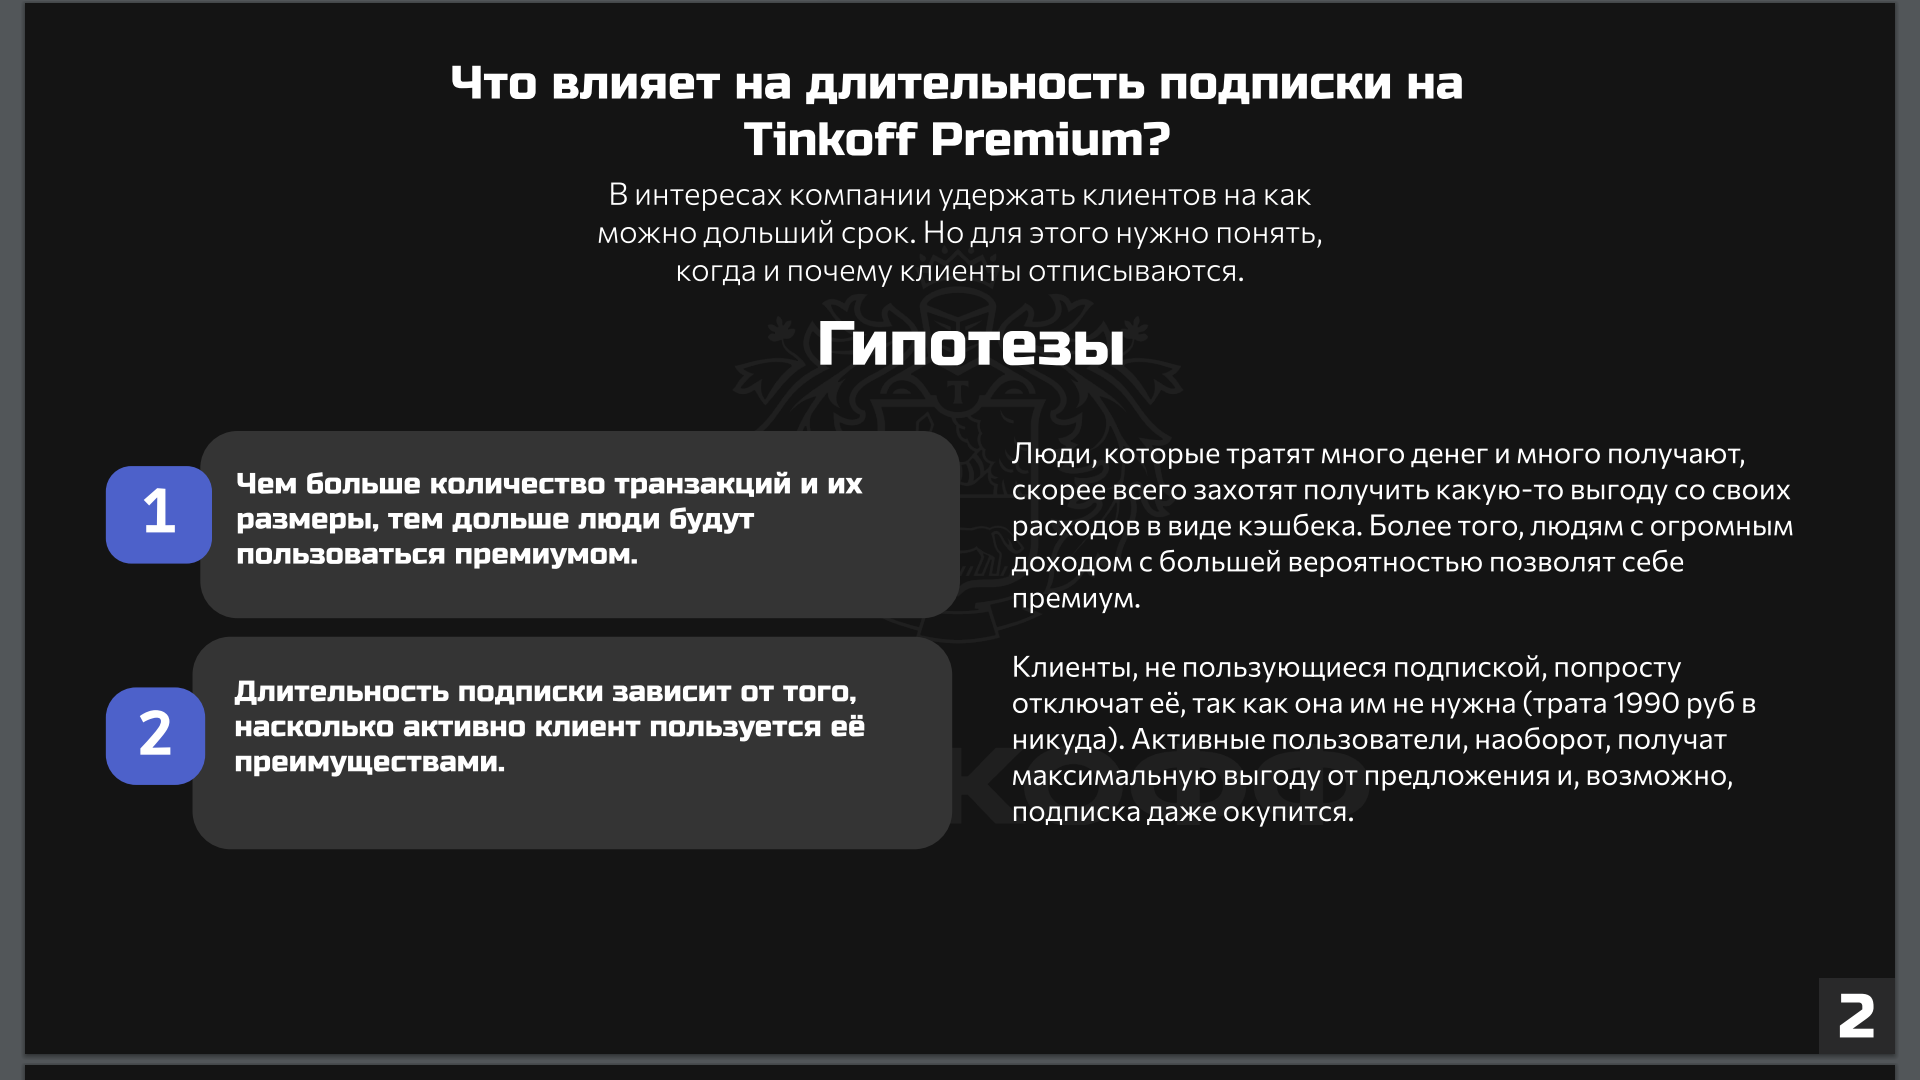 Что влияет на длительность подписки на
Tinkoff Premium?
В интересах компании удержать клиентов на как
можно дольший срок. Но для этого нужно понять,
когда и почему клиенты отписываются.
Гипотезы
1
Чем больше количество транзакций и их
размеры, тем дольше люди будут
пользоваться премиумом.
Люди, которые тратят много денег и много получают,
скорее всего захотят получить какую-то выгоду со своих
расходов в виде кэшбека. Более того, людям с огромным
доходом с большей вероятностью позволят себе
премиум.
2
Длительность подписки зависит от того,
насколько активно клиент пользуется её
преимуществами.
Клиенты, не пользующиеся подпиской, попросту
отключат её, так как она им не нужна (трата 1990 руб в
никуда). Активные пользователи, наоборот, получат
максимальную выгоду от предложения и, возможно,
подписка даже окупится.
КОФФ
2